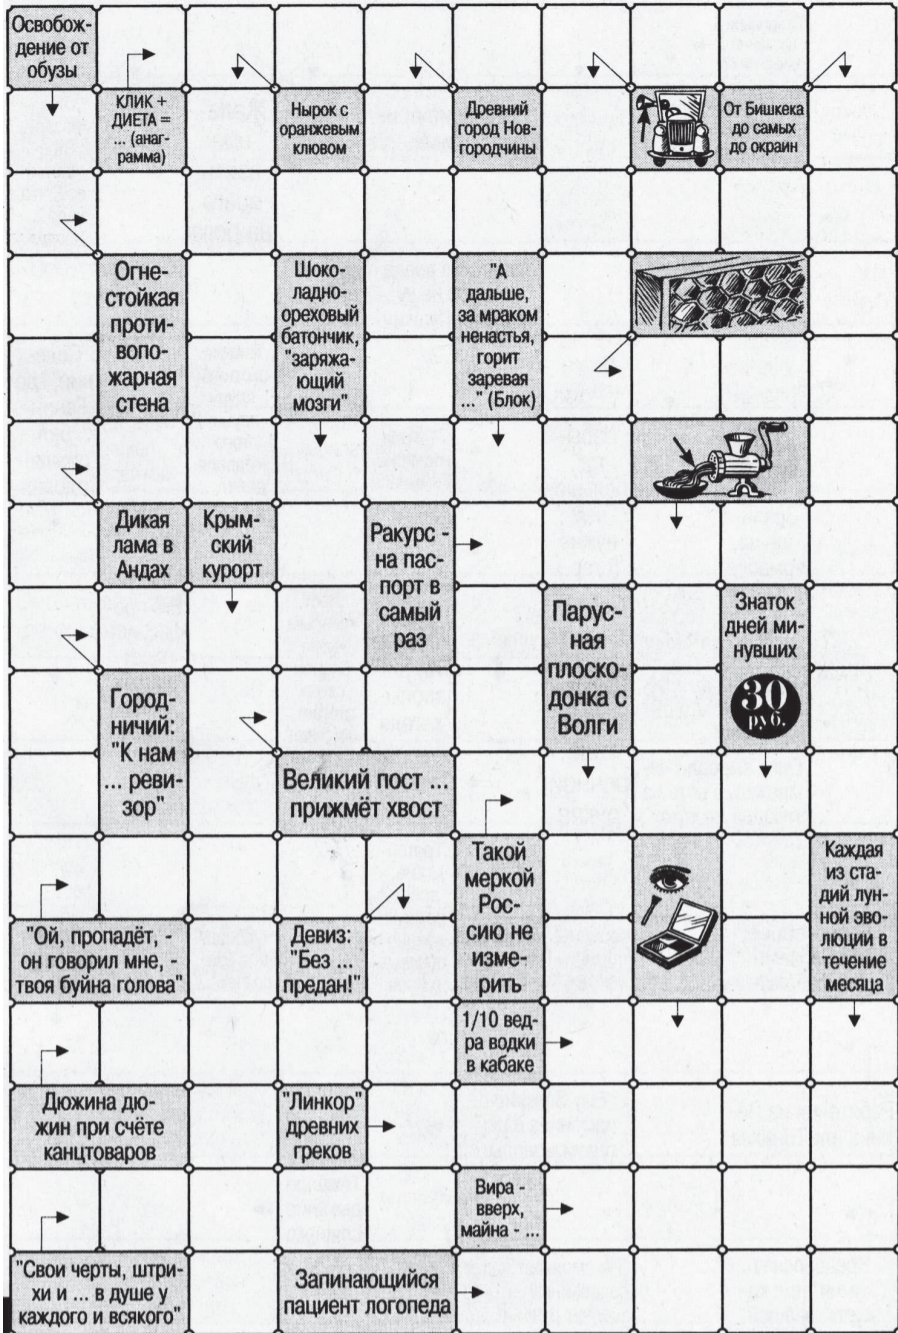 Освобож-
дение от
обузы
КЛИК +
ДИЕТА =
... (анаг-
рамма)
Нырок с
оранжевым
клювом
Древний
город Нов-
городчины
От Бишкека
до самых
до окраин
Огне-
стойкая
проти-
вопо-
жарная
стена
Шоко-
ладно-
ореховый
батончик,
"заряжа-
ющий
мозги"
"А
дальше,
за мраком
ненастья,
горит
заревая
..." (Блок)
Дикая
лама в
Андах
Крым-
ский
курорт
Ракурс -
на пас-
порт в
самый
раз
Парус-
ная
плоско-
донка с
Волги
Знаток
дней ми-
нувших
30
руб.
Город-
ничий:
"К нам
... реви-
зор"
Великий пост ...
прижмёт хвост
Такой
меркой
Рос-
сию не
изме-
рить
Каждая
из ста-
дий лун-
ной эво-
люции в
течение
месяца
"Ой, пропадёт, -
он говорил мне, -
твоя буйна голова"
Девиз:
"Без ...
предан!"
1/10 вед-
ра водки
в кабаке
Дюжина дю-
жин при счёте
канцтоваров
"Линкор"
древних
греков
Вира -
вверх,
майна - ...
"Свои черты, штри-
хи и ... в душе у
каждого и всякого"
Запинающийся
пациент логопеда